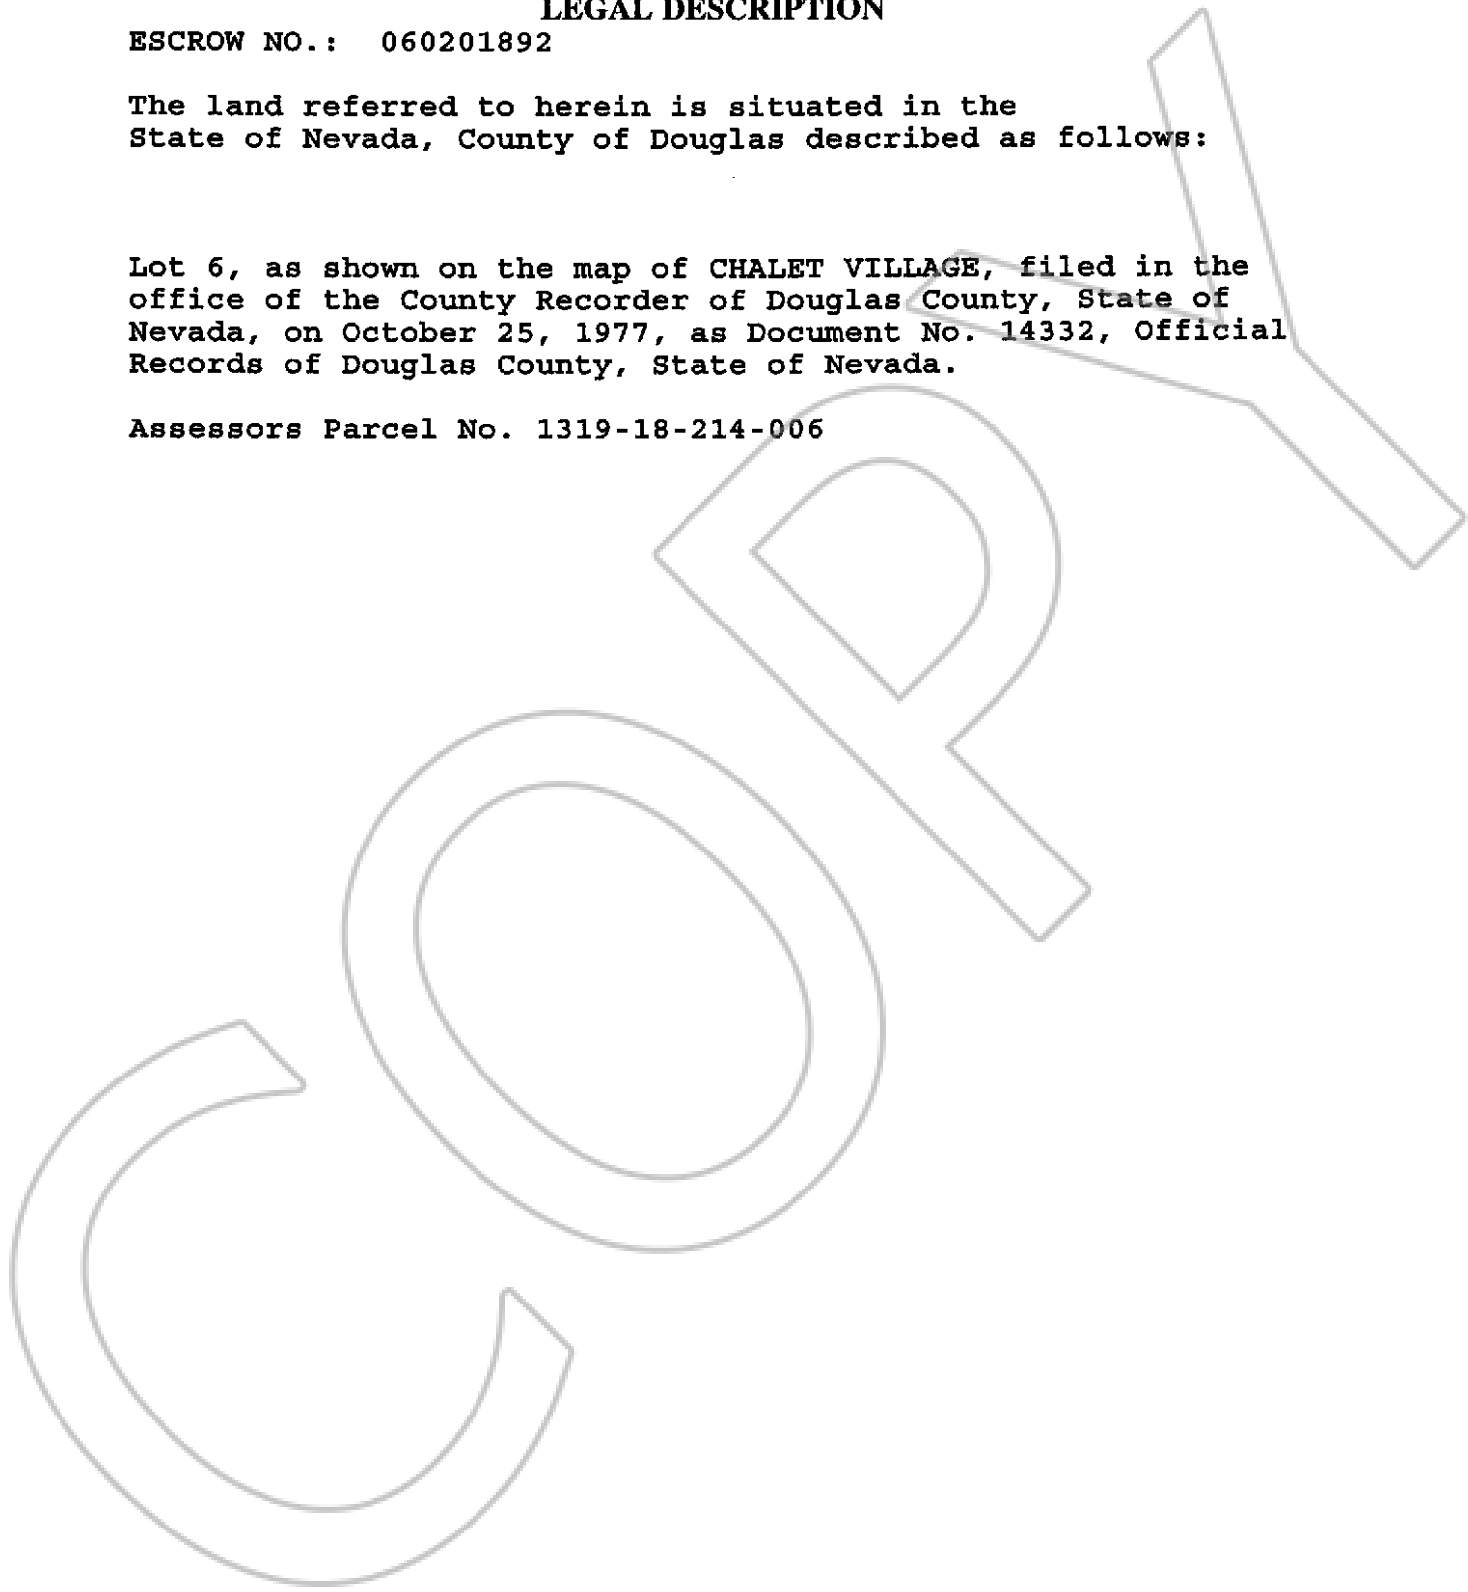 LEGAL DESCRIPTION
ESCROW NO.: 060201892
The land referred to herein is situated in the
State of Nevada, County of Douglas described as follows:
Lot 6, as shown on the map of CHALET VILLAGE, filed in the
office of the County Recorder of Douglas County, State of
Nevada, on October 25, 1977, as Document No. 14332, Official
Records of Douglas County, State of Nevada.
Assessors Parcel No. 1319-18-214-006
COPY